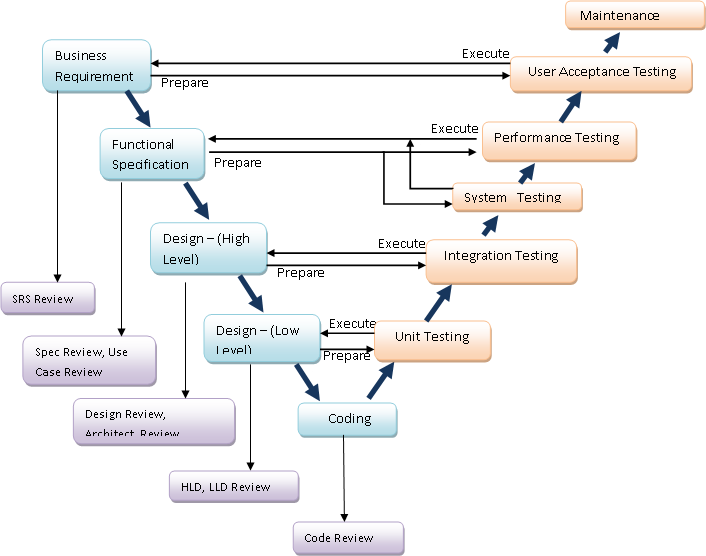 Maintenance
Business
Requirement
Execute
Prepare
User Acceptance Testing
Functional
Specification
Execute
Prepare
Performance Testing
System Testing
Design – (High
Level)
Execute
Prepare
Integration Testing
SRS Review
Design – (Low
Level)
Execute
Prepare
Unit Testing
Spec Review, Use
Case Review
Design Review,
Architect Review
Coding
HLD, LLD Review
Code Review